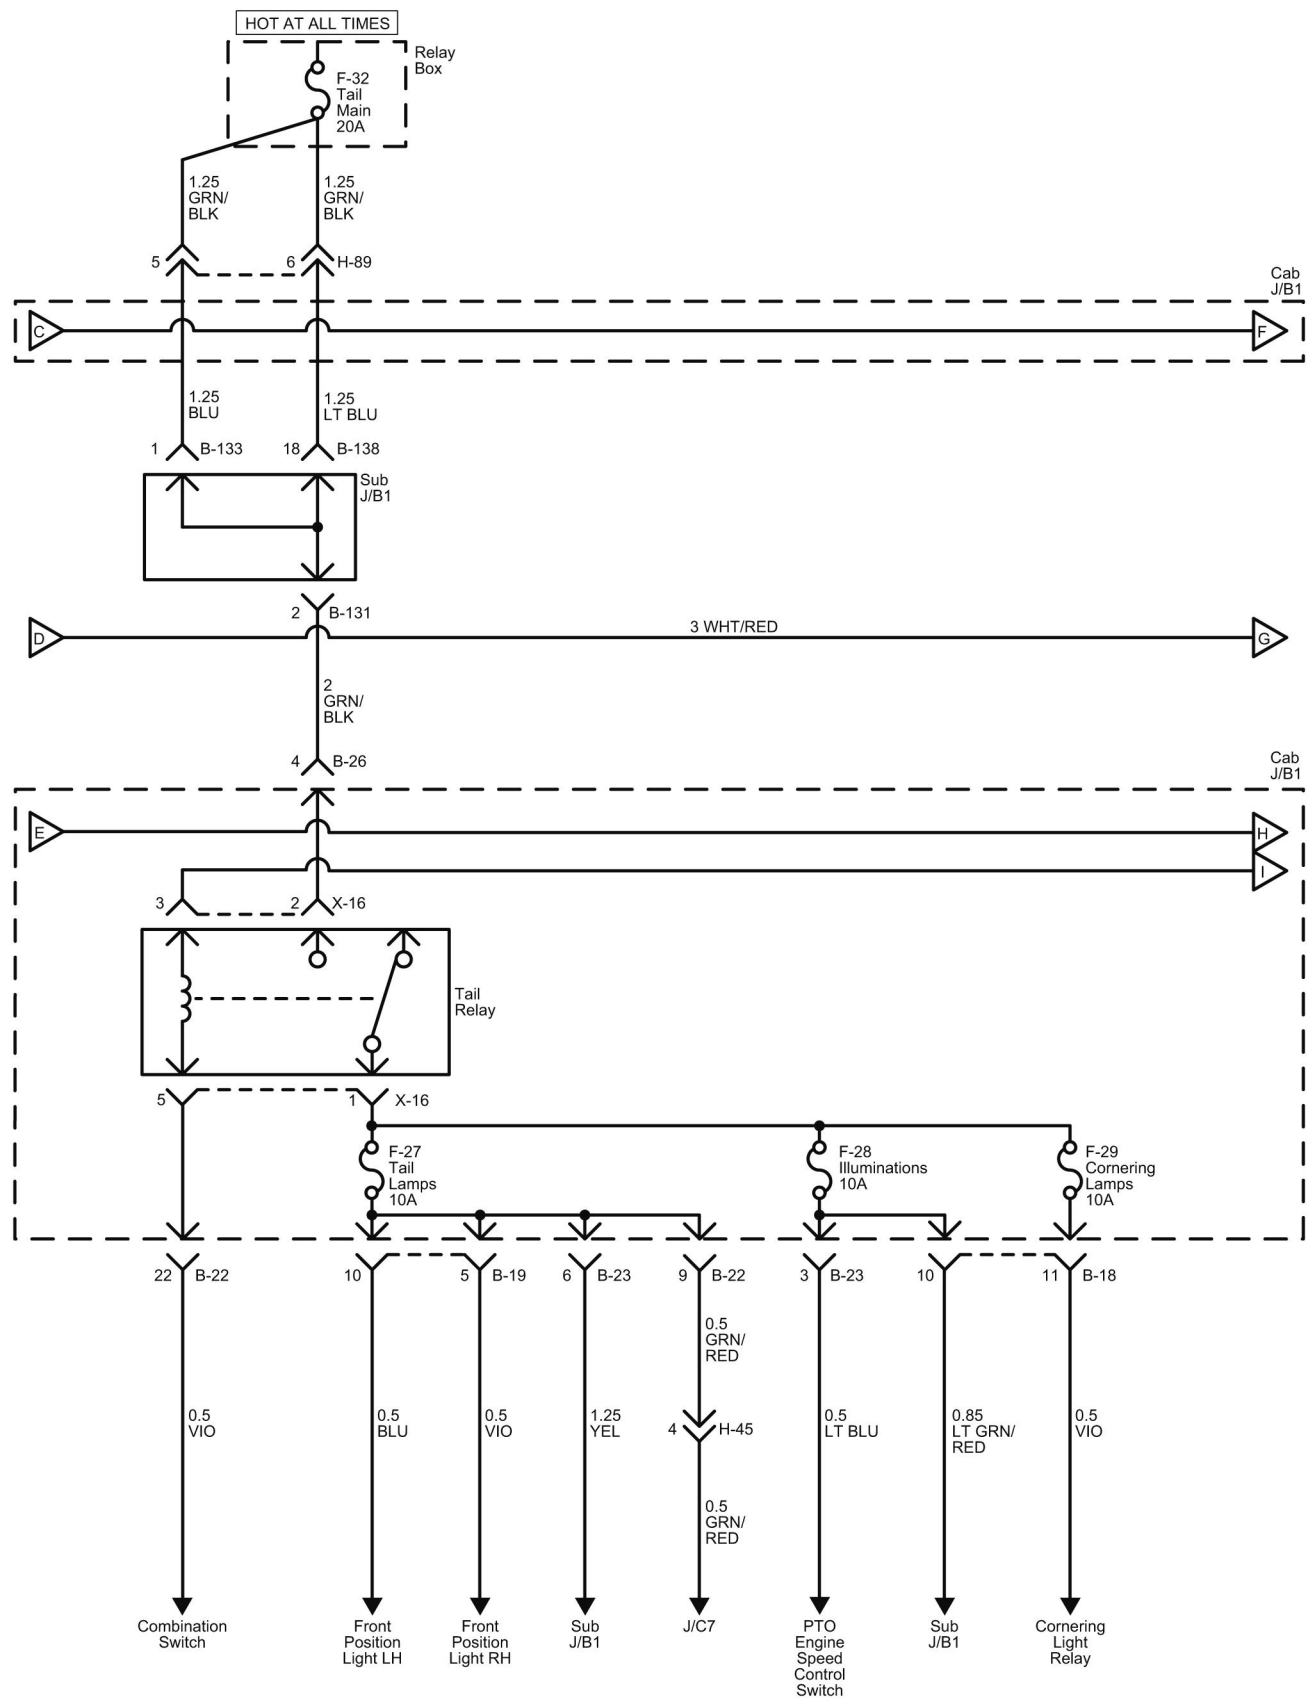 HOT AT ALL TIMES
Relay
Box
F-32
Tail
Main
20A
1.25
GRN/
BLK
1.25
GRN/
BLK
5
6
H-89
Cab
J/B1
C
F
1.25
BLU
1.25
LT BLU
1
B-133
18
B-138
Sub
J/B1
2
B-131
D
3 WHT/RED
G
2
GRN/
BLK
4
B-26
Cab
J/B1
E
H
I
3
2
X-16
Tail
Relay
5
1
X-16
F-27
Tail
Lamps
10A
F-28
Illuminations
10A
F-29
Cornering
Lamps
10A
22
B-22
10
5
B-19
6
B-23
9
B-22
3
B-23
10
11
B-18
0.5
GRN/
RED
0.5
VIO
0.5
BLU
0.5
VIO
1.25
YEL
4
H-45
0.5
LT BLU
0.85
LT GRN/
RED
0.5
VIO
0.5
GRN/
RED
Combination
Switch
Front
Position
Light LH
Front
Position
Light RH
Sub
J/B1
J/C7
PTO
Engine
Speed
Control
Switch
Sub
J/B1
Cornering
Light
Relay